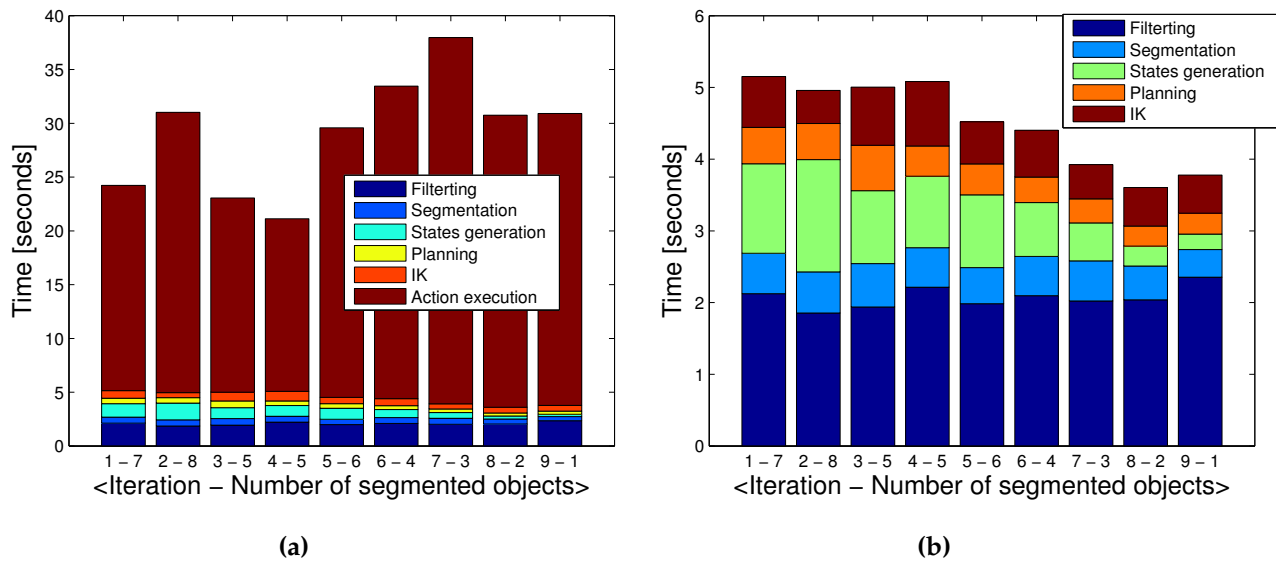 40
35
30
25
20
15
10
5
0
Time [seconds]
Filterting
Segmentation
States generation
Planning
IK
Action execution
1 – 7 2 – 8 3 – 5 4 – 5 5 – 6 6 – 4 7 – 3 8 – 2 9 – 1
<Iteration – Number of segmented objects>
(a)
6
5
4
3
2
1
0
Time [seconds]
Filterting
Segmentation
States generation
Planning
IK
1 – 7 2 – 8 3 – 5 4 – 5 5 – 6 6 – 4 7 – 3 8 – 2 9 – 1
<Iteration – Number of segmented objects>
(b)